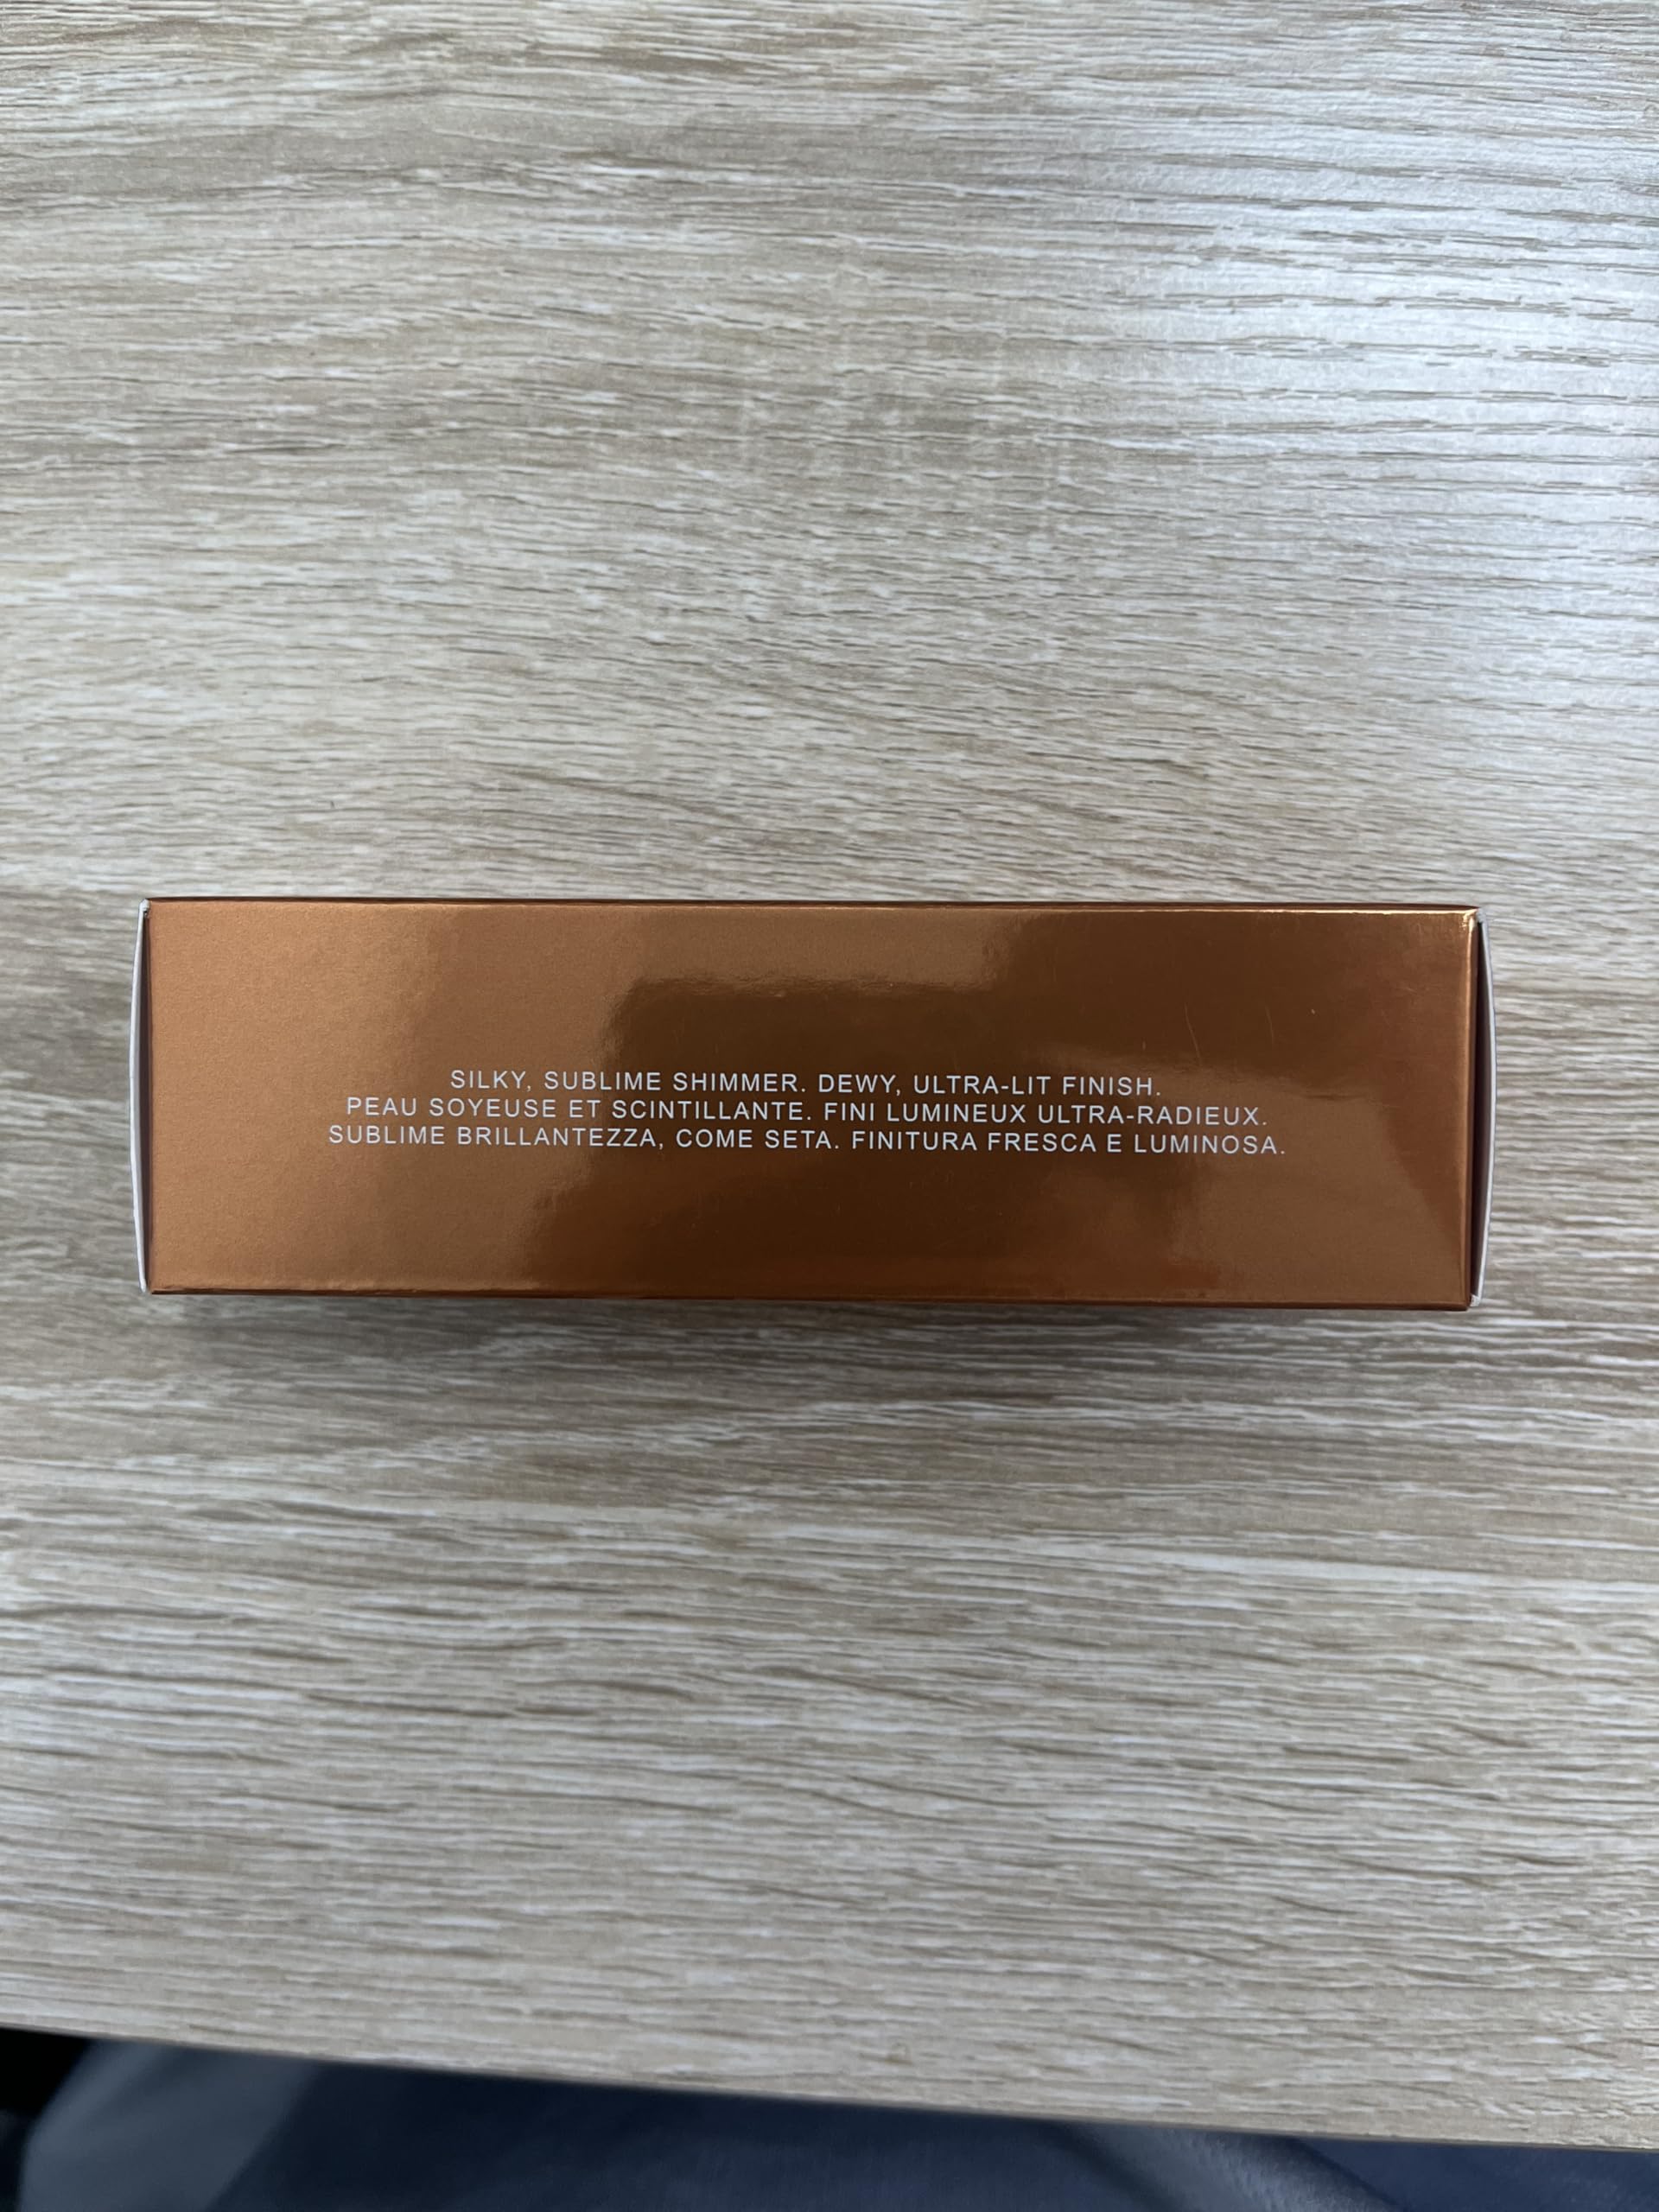 SILKY, SUBLIME SHIMMER. DEWY, ULTRA-LIT FINISH.
PEAU SOYEUSE ET SCINTILLANTE. FINI LUMINEUX ULTRA-RADIEUX.
SUBLIME BRILLANTEZZA, COME SETA. FINITURA FRESCA E LUMINOSA.